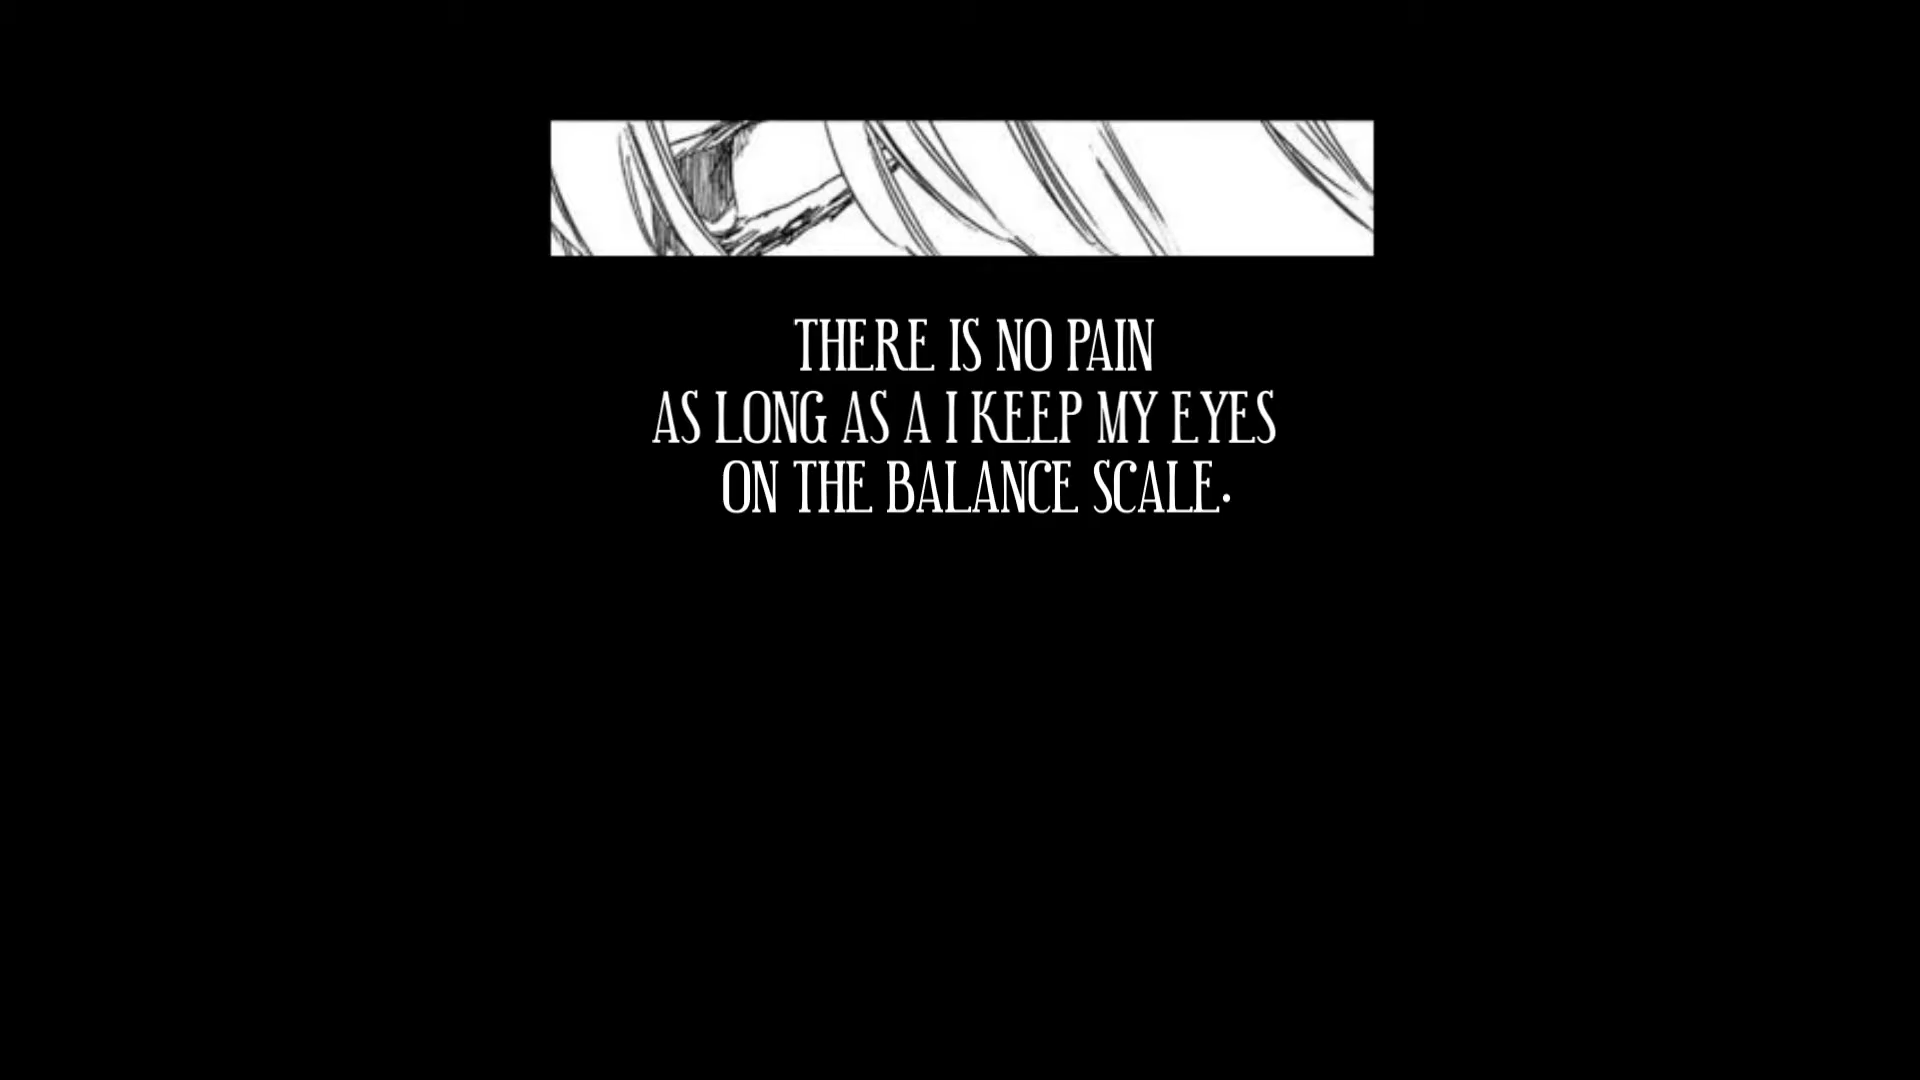 THERE IS NO PAIN
AS LONG AS A I KEEP MY EYES
ON THE BALANCE SCALE.